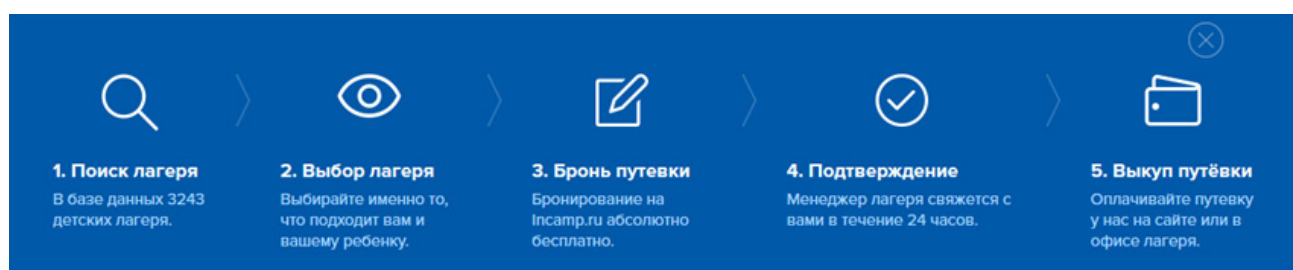 1. Поиск лагеря
В базе данных 3243
детских лагеря.
2. Выбор лагеря
Выбирайте именно то,
что подходит вам и
вашему ребенку.
3. Бронь путевки
Бронирование на
Incamp.ru абсолютно
бесплатно.
4. Подтверждение
Менеджер лагеря свяжется с
вами в течение 24 часов.
5. Выкуп путёвки
Оплачивайте путевку
у нас на сайте или в
офисе лагеря.